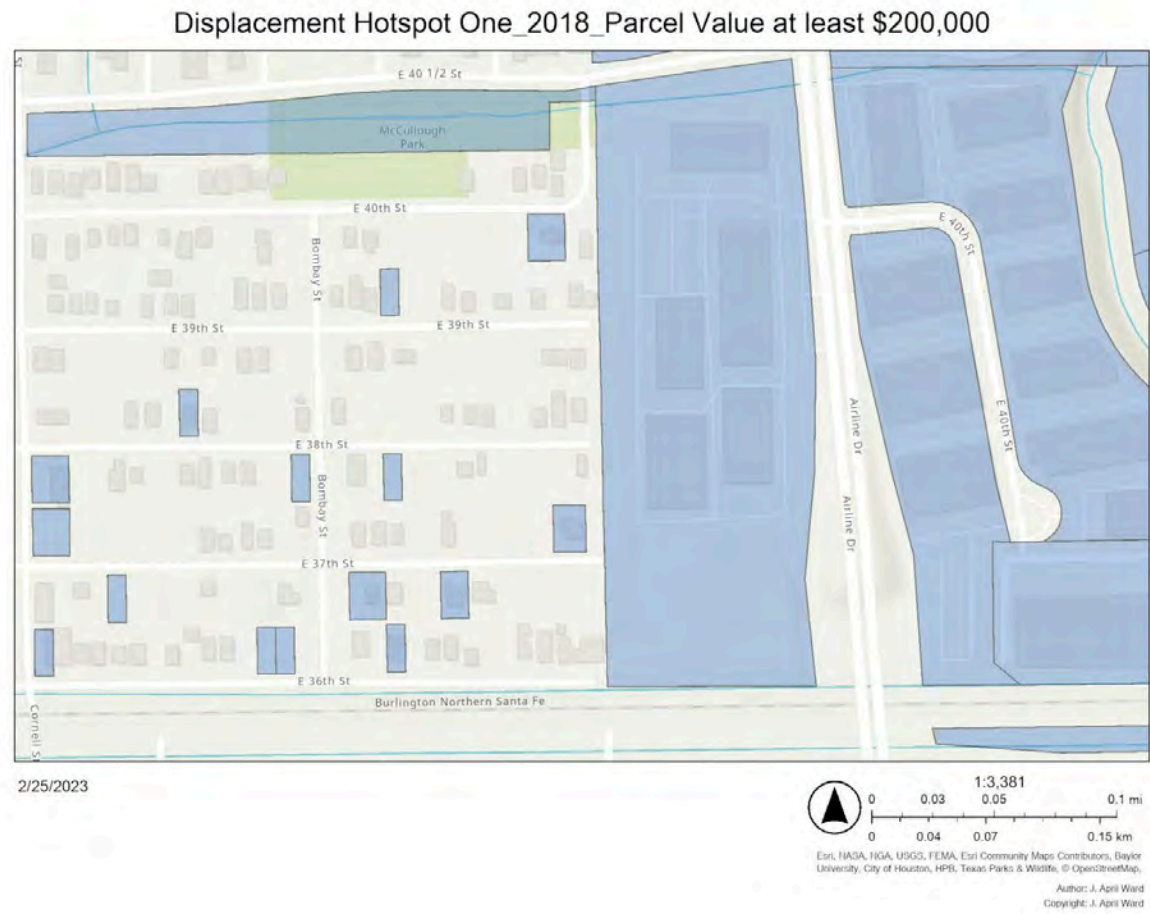 Displacement Hotspot One_2018_Parcel Value at least $200,000
St
E 40 1/2 St
McCullough
Park
E 40th St
E 40th St
Bombay St
E 39th St
E 39th St
Airline Dr
E 40th St
E 38th St
Bombay St
Airline Dr
E 37th St
E 36th St
Burlington Northern Santa Fe
Cornell St
2/25/2023
1:3,381
0 0.03 0.05 0.1 mi
0 0.04 0.07 0.15 km
Esri, NASA, NGA, USGS, FEMA, Esri Community Maps Contributors, Baylor
University, City of Houston, HPB, Texas Parks & Wildlife, © OpenStreetMap,
Author: J. April Ward
Copyright: J. April Ward